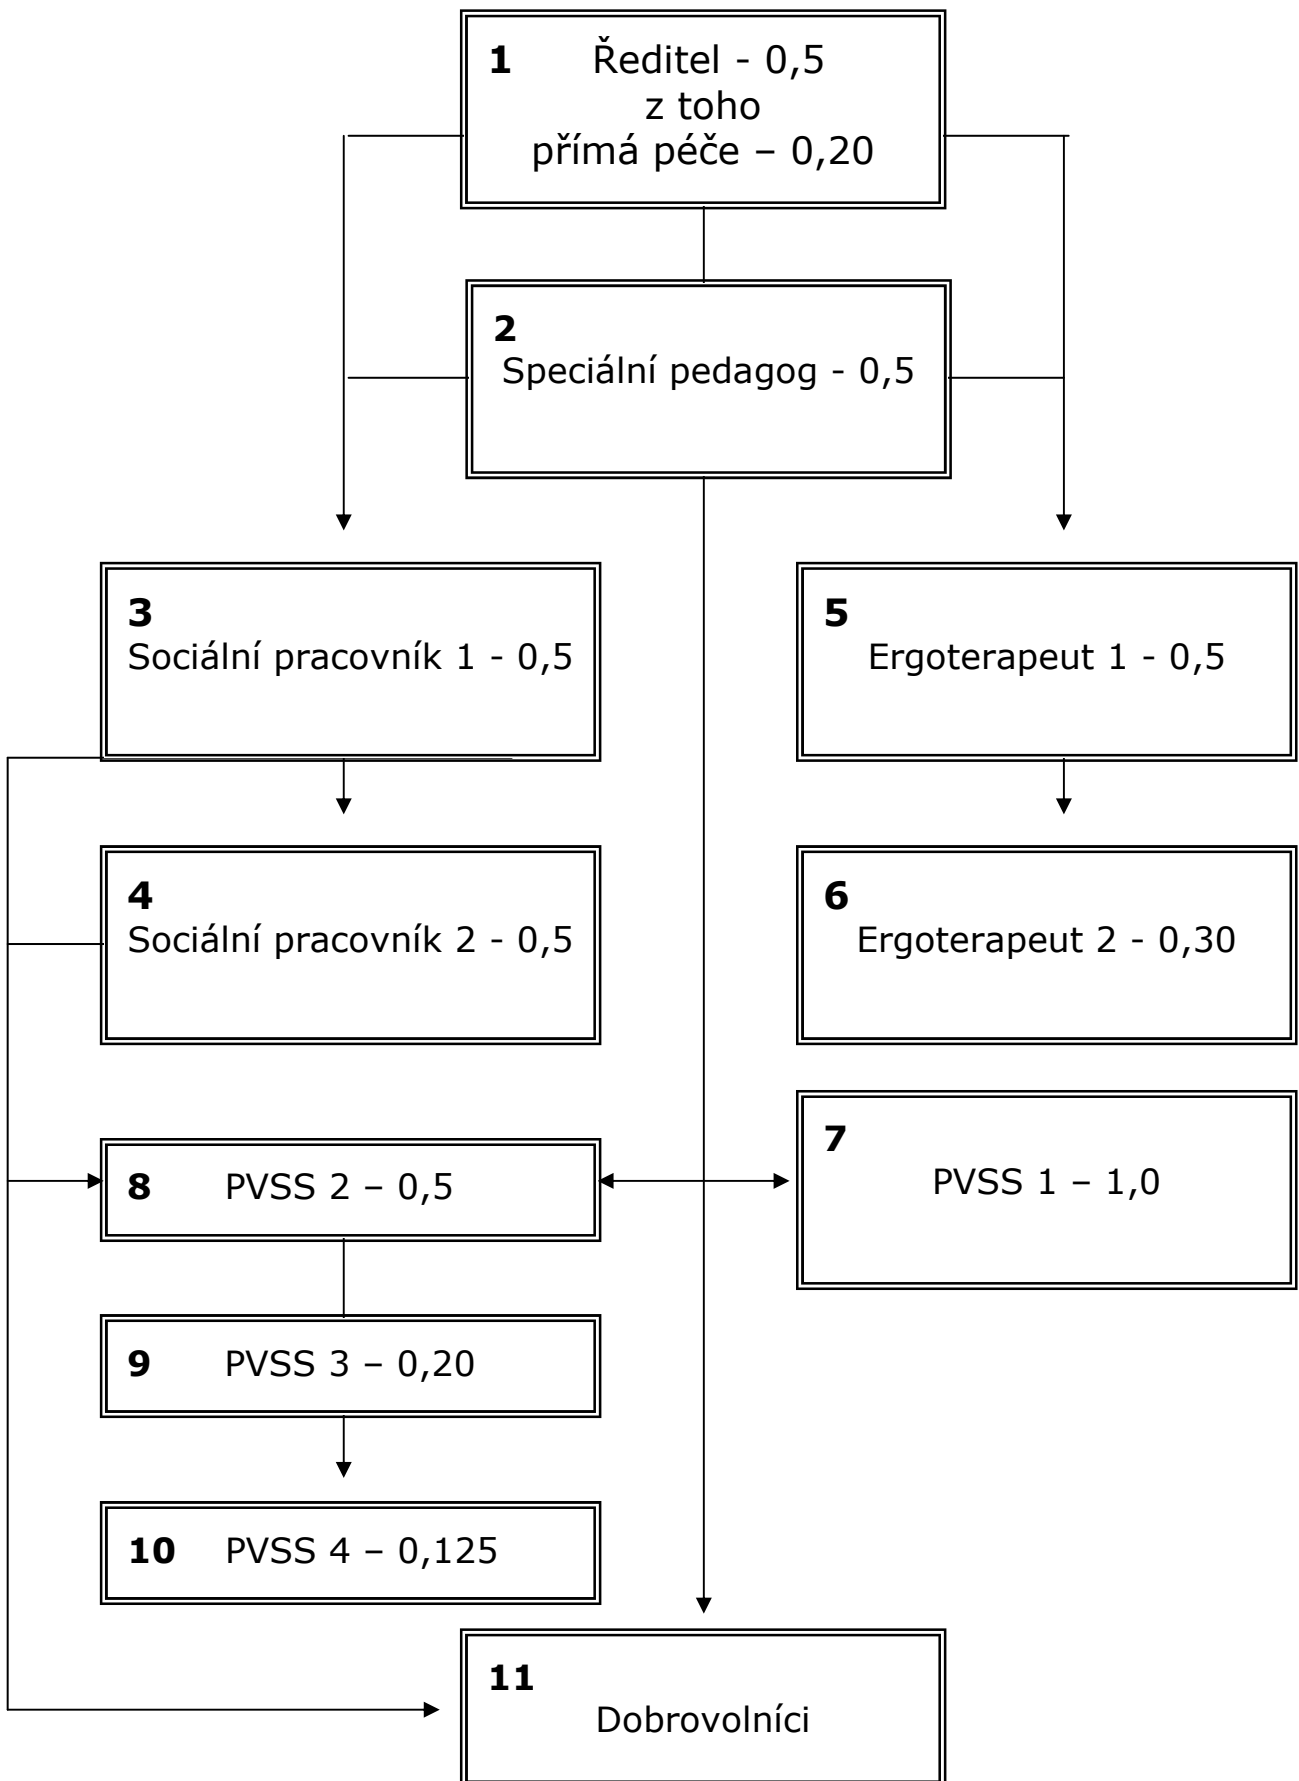 1 Ředitel - 0,5
z toho
přímá péče – 0,20
2
Speciální pedagog - 0,5
3
Sociální pracovník 1 - 0,5
5
Ergoterapeut 1 - 0,5
4
Sociální pracovník 2 - 0,5
6
Ergoterapeut 2 - 0,30
7
PVSS 1 – 1,0
8 PVSS 2 – 0,5
9 PVSS 3 – 0,20
10 PVSS 4 – 0,125
11
Dobrovolníci